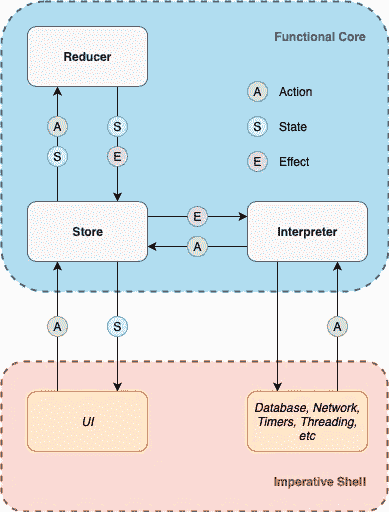 Functional Core
Reducer
A
Action
A
S
S
State
S
E
E
Effect
Store
E
A
Interpreter
A
S
A
UI
Database, Network,
Timers, Threading,
etc
Imperative Shell